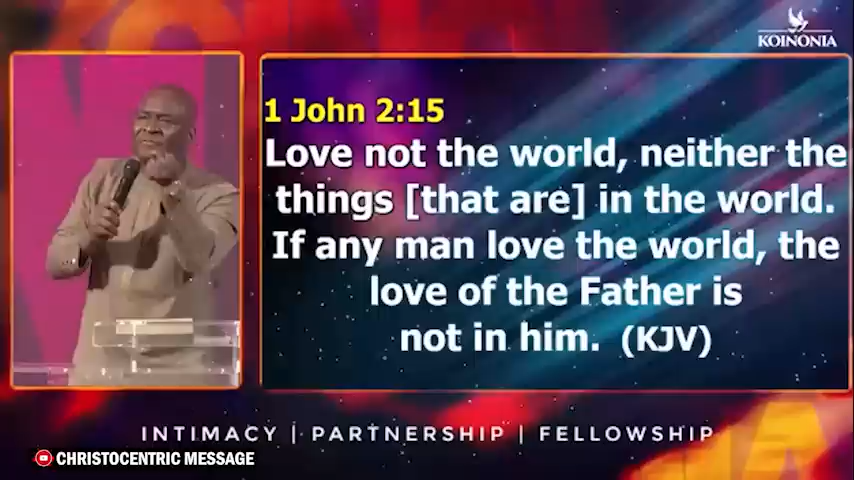 KOINONIA
1 John 2:15
Love not the world, neither the
things [that are] in the world.
If any man love the world, the
love of the Father is
not in him. (KJV)
INTIMACY | PARTNERSHIP | FELLOWSHIP
CHRISTOCENTRIC MESSAGE